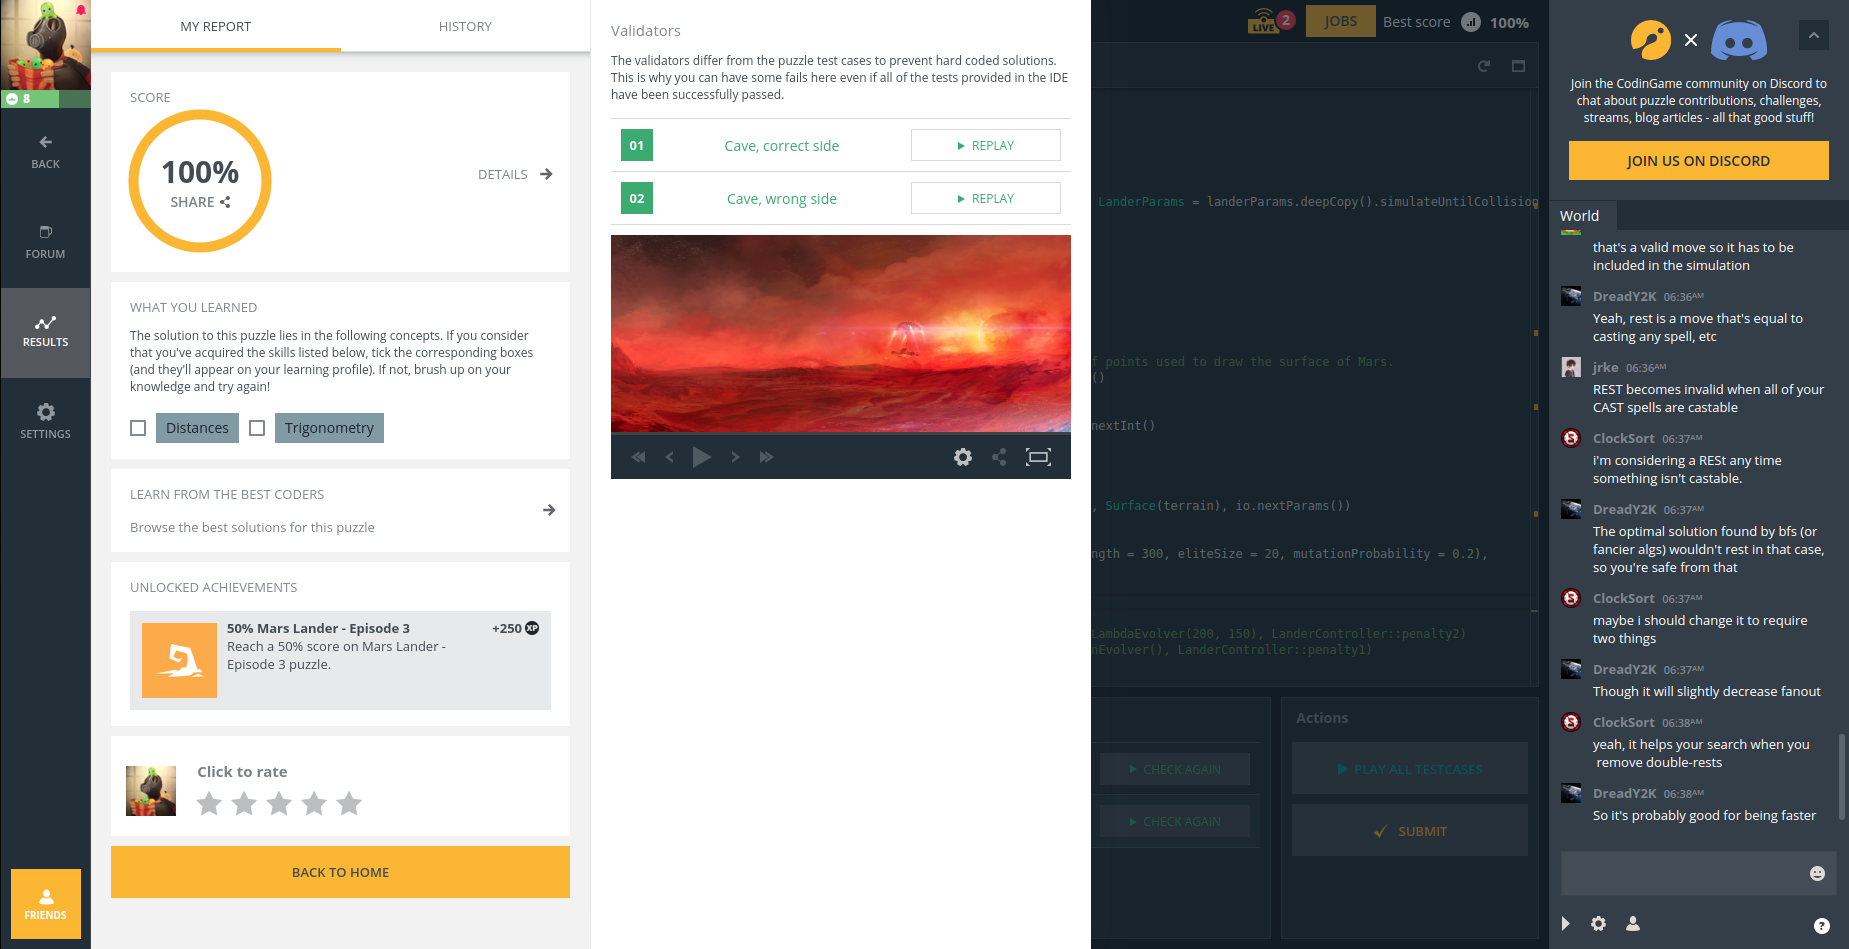 8
BACK
FORUM
RESULTS
SETTINGS
FRIENDS
MY REPORT
HISTORY
SCORE
100%
SHARE
DETAILS
WHAT YOU LEARNED
The solution to this puzzle lies in the following concepts. If you consider
that you've acquired the skills listed below, tick the corresponding boxes
(and they'll appear on your learning profile). If not, brush up on your
knowledge and try again!
Distances
Trigonometry
LEARN FROM THE BEST CODERS
Browse the best solutions for this puzzle
UNLOCKED ACHIEVEMENTS
50% Mars Lander - Episode 3
+250 XP
Reach a 50% score on Mars Lander -
Episode 3 puzzle.
Click to rate
BACK TO HOME
Validators
The validators differ from the puzzle test cases to prevent hard coded solutions.
This is why you can have some fails here even if all of the tests provided in the IDE
have been successfully passed.
01
Cave, correct side
REPLAY
02
Cave, wrong side
REPLAY
LIVE
2
JOBS
Best score
100%
LanderParams = landerParams.deepCopy().simulateUntilCollision
f points used to draw the surface of Mars.
()
nextInt()
, Surface(terrain), io.nextParams())
ngth = 300, eliteSize = 20, mutationProbability = 0.2),
LambdaEvolver(200, 150), LanderController::penalty2)
nEvolver(), LanderController::penalty1)
CHECK AGAIN
CHECK AGAIN
Actions
PLAY ALL TESTCASES
SUBMIT
Join the CodinGame community on Discord to
chat about puzzle contributions, challenges,
streams, blog articles - all that good stuff!
JOIN US ON DISCORD
World
that's a valid move so it has to be
included in the simulation
DreadY2K 06:36AM
Yeah, rest is a move that's equal to
casting any spell, etc
jrke 06:36AM
REST becomes invalid when all of your
CAST spells are castable
ClockSort 06:37AM
i'm considering a RESt any time
something isn't castable.
DreadY2K 06:37AM
The optimal solution found by bfs (or
fancier algs) wouldn't rest in that case,
so you're safe from that
ClockSort 06:37AM
maybe i should change it to require
two things
DreadY2K 06:37AM
Though it will slightly decrease fanout
ClockSort 06:38AM
yeah, it helps your search when you
remove double-rests
DreadY2K 06:38AM
So it's probably good for being faster
?